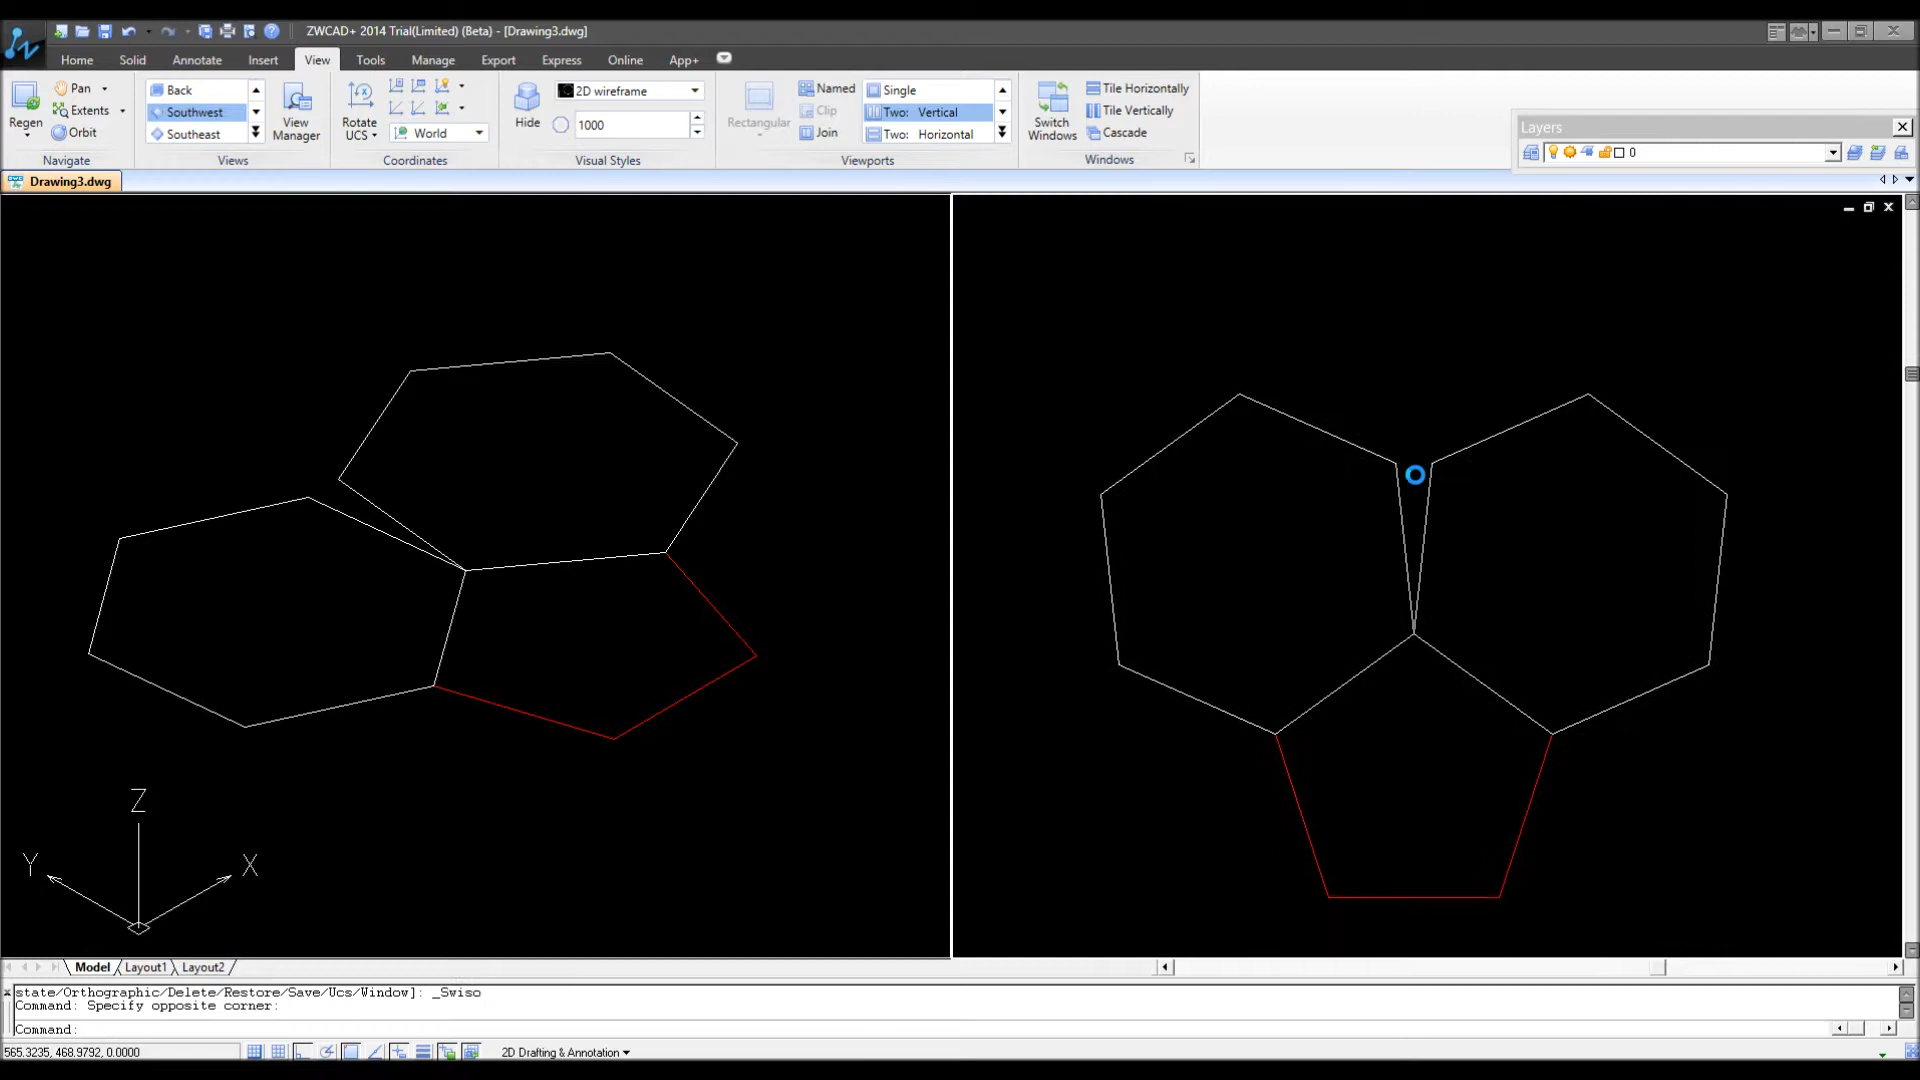 ZWCAD+ 2014 Trial(Limited) (Beta) - [Drawing3.dwg]
Home Solid Annotate Insert View Tools Manage Export Express Online App+
Regen
Pan
Extents
Orbit
Navigate
Back
Southwest
Southeast
View Manager
Views
Rotate UCS
World
Coordinates
Hide
2D wireframe
1000
Visual Styles
Rectangular
Named
Clip
Join
Single
Two: Vertical
Two: Horizontal
Viewports
Switch Windows
Tile Horizontally
Tile Vertically
Cascade
Windows
Layers
0
Drawing3.dwg
Z
Y
X
Model Layout1 Layout2
state/Orthographic/Delete/Restore/Save/Ucs/Window]: _Swiso
Command: Specify opposite corner:
Command:
565.3235, 468.9792, 0.0000
2D Drafting & Annotation